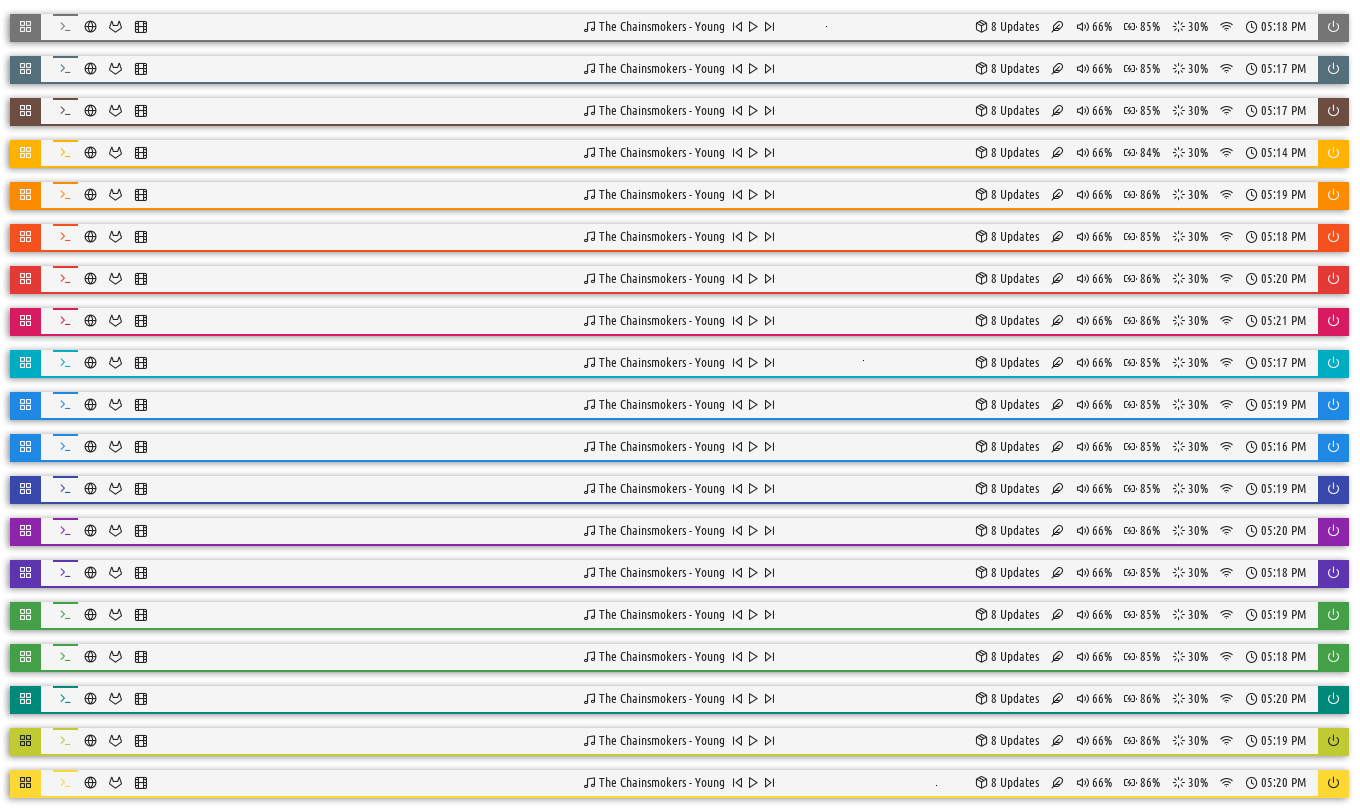 The Chainsmokers - Young 8 Updates 66% 85% 30% 05:18 PM
The Chainsmokers - Young 8 Updates 66% 85% 30% 05:17 PM
The Chainsmokers - Young 8 Updates 66% 85% 30% 05:17 PM
The Chainsmokers - Young 8 Updates 66% 84% 30% 05:14 PM
The Chainsmokers - Young 8 Updates 66% 86% 30% 05:19 PM
The Chainsmokers - Young 8 Updates 66% 85% 30% 05:18 PM
The Chainsmokers - Young 8 Updates 66% 86% 30% 05:20 PM
The Chainsmokers - Young 8 Updates 66% 86% 30% 05:21 PM
The Chainsmokers - Young 8 Updates 66% 85% 30% 05:17 PM
The Chainsmokers - Young 8 Updates 66% 85% 30% 05:19 PM
The Chainsmokers - Young 8 Updates 66% 85% 30% 05:16 PM
The Chainsmokers - Young 8 Updates 66% 85% 30% 05:19 PM
The Chainsmokers - Young 8 Updates 66% 86% 30% 05:20 PM
The Chainsmokers - Young 8 Updates 66% 85% 30% 05:18 PM
The Chainsmokers - Young 8 Updates 66% 85% 30% 05:19 PM
The Chainsmokers - Young 8 Updates 66% 85% 30% 05:18 PM
The Chainsmokers - Young 8 Updates 66% 86% 30% 05:20 PM
The Chainsmokers - Young 8 Updates 66% 86% 30% 05:19 PM
The Chainsmokers - Young 8 Updates 66% 86% 30% 05:20 PM